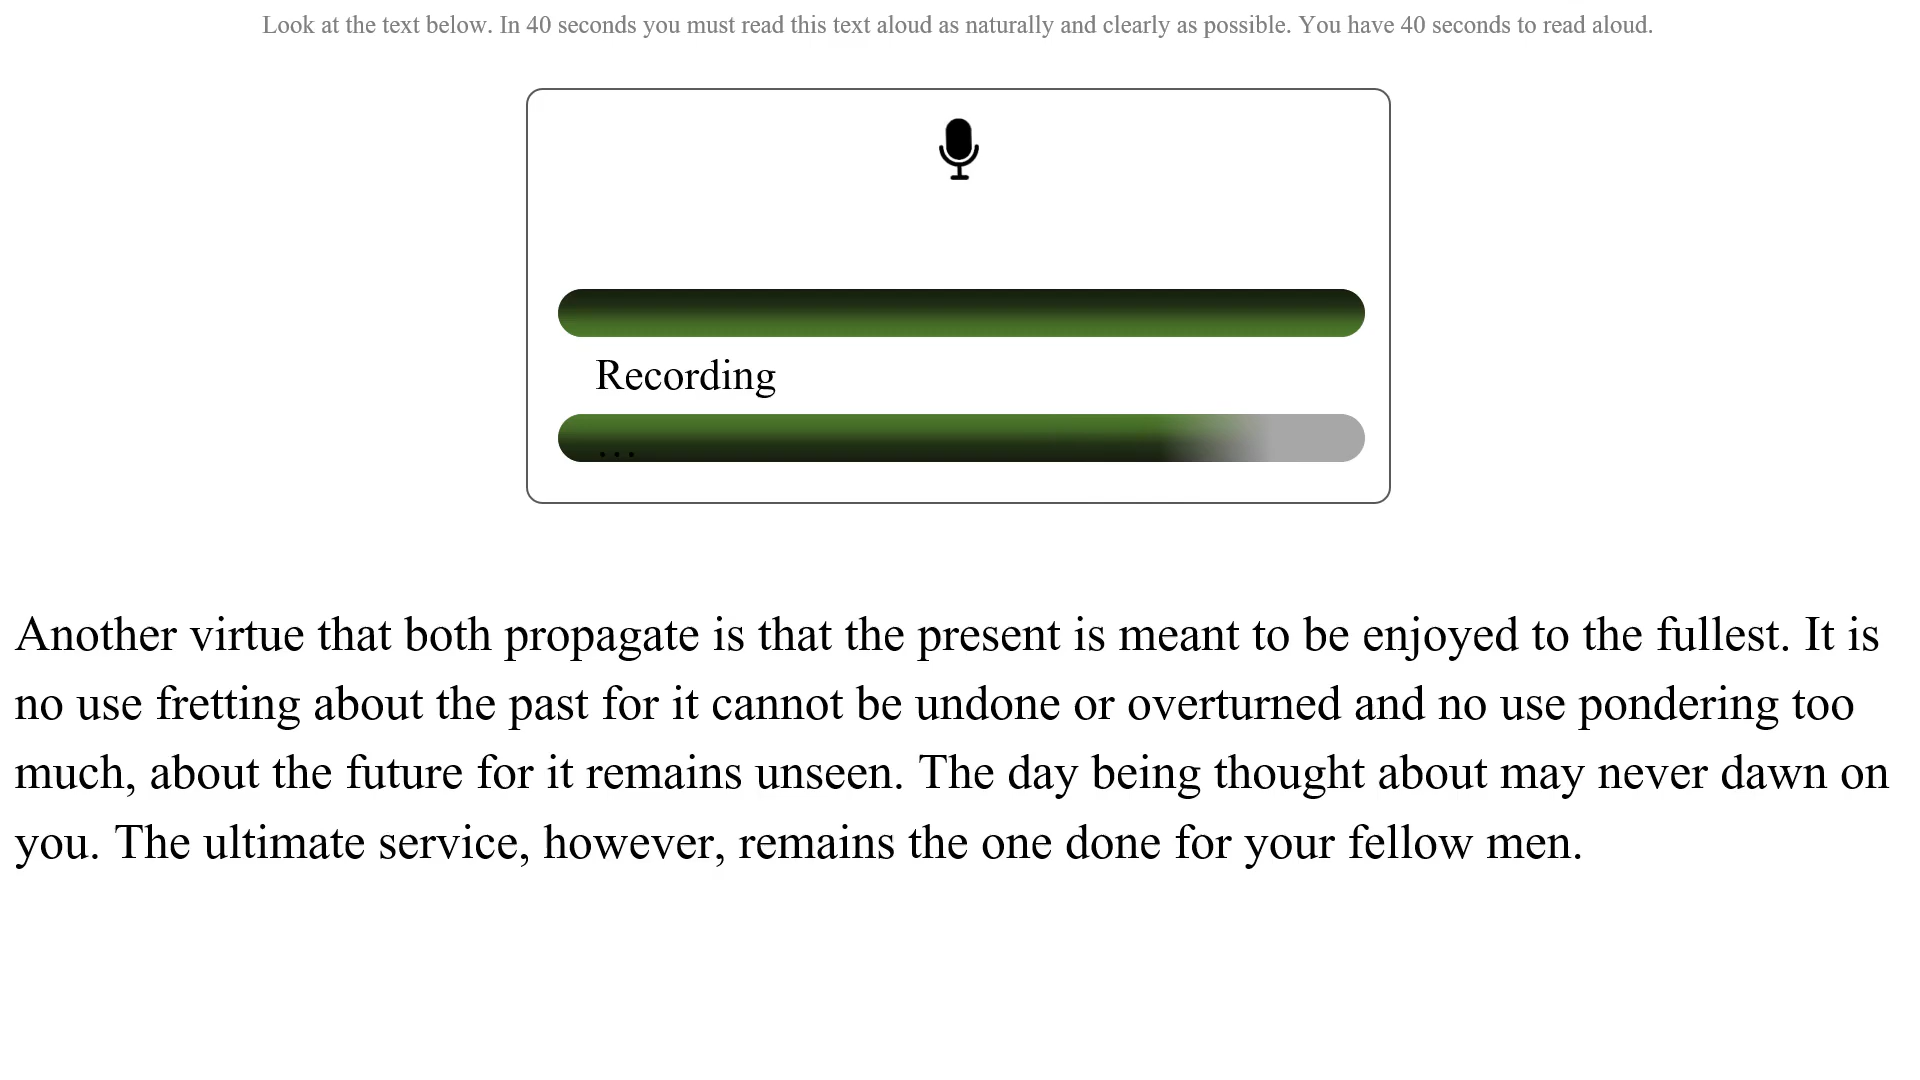 Look at the text below. In 40 seconds you must read this text aloud as naturally and clearly as possible. You have 40 seconds to read aloud.
Recording
...
Another virtue that both propagate is that the present is meant to be enjoyed to the fullest. It is
no use fretting about the past for it cannot be undone or overturned and no use pondering too
much, about the future for it remains unseen. The day being thought about may never dawn on
you. The ultimate service, however, remains the one done for your fellow men.